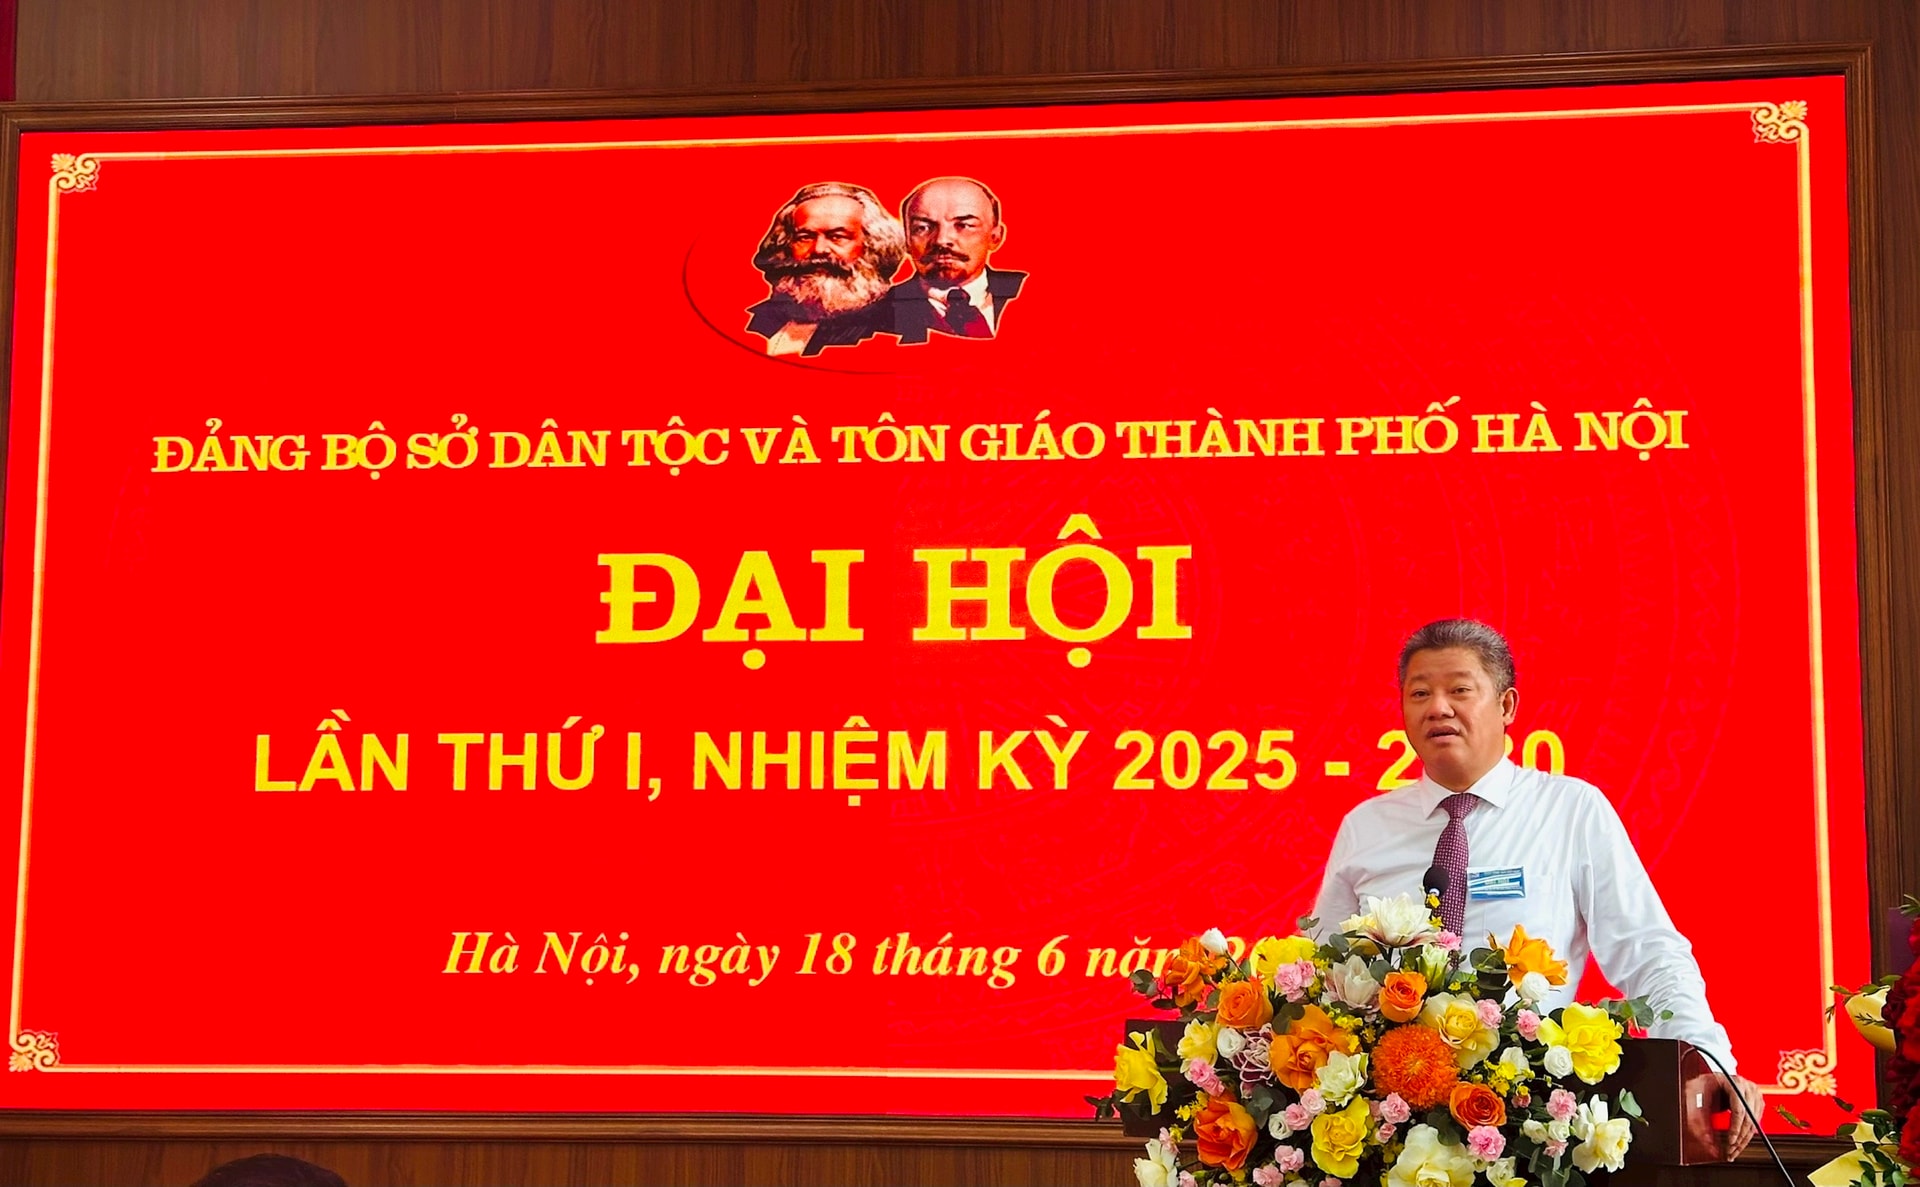 ĐẢNG BỘ SỞ DÂN TỘC VÀ TÔN GIÁO THÀNH PHỐ HÀ NỘI
ĐẠI HỘI
LẦN THỨ I, NHIỆM KỲ 2025 - 2030
Hà Nội, ngày 18 tháng 6 năm